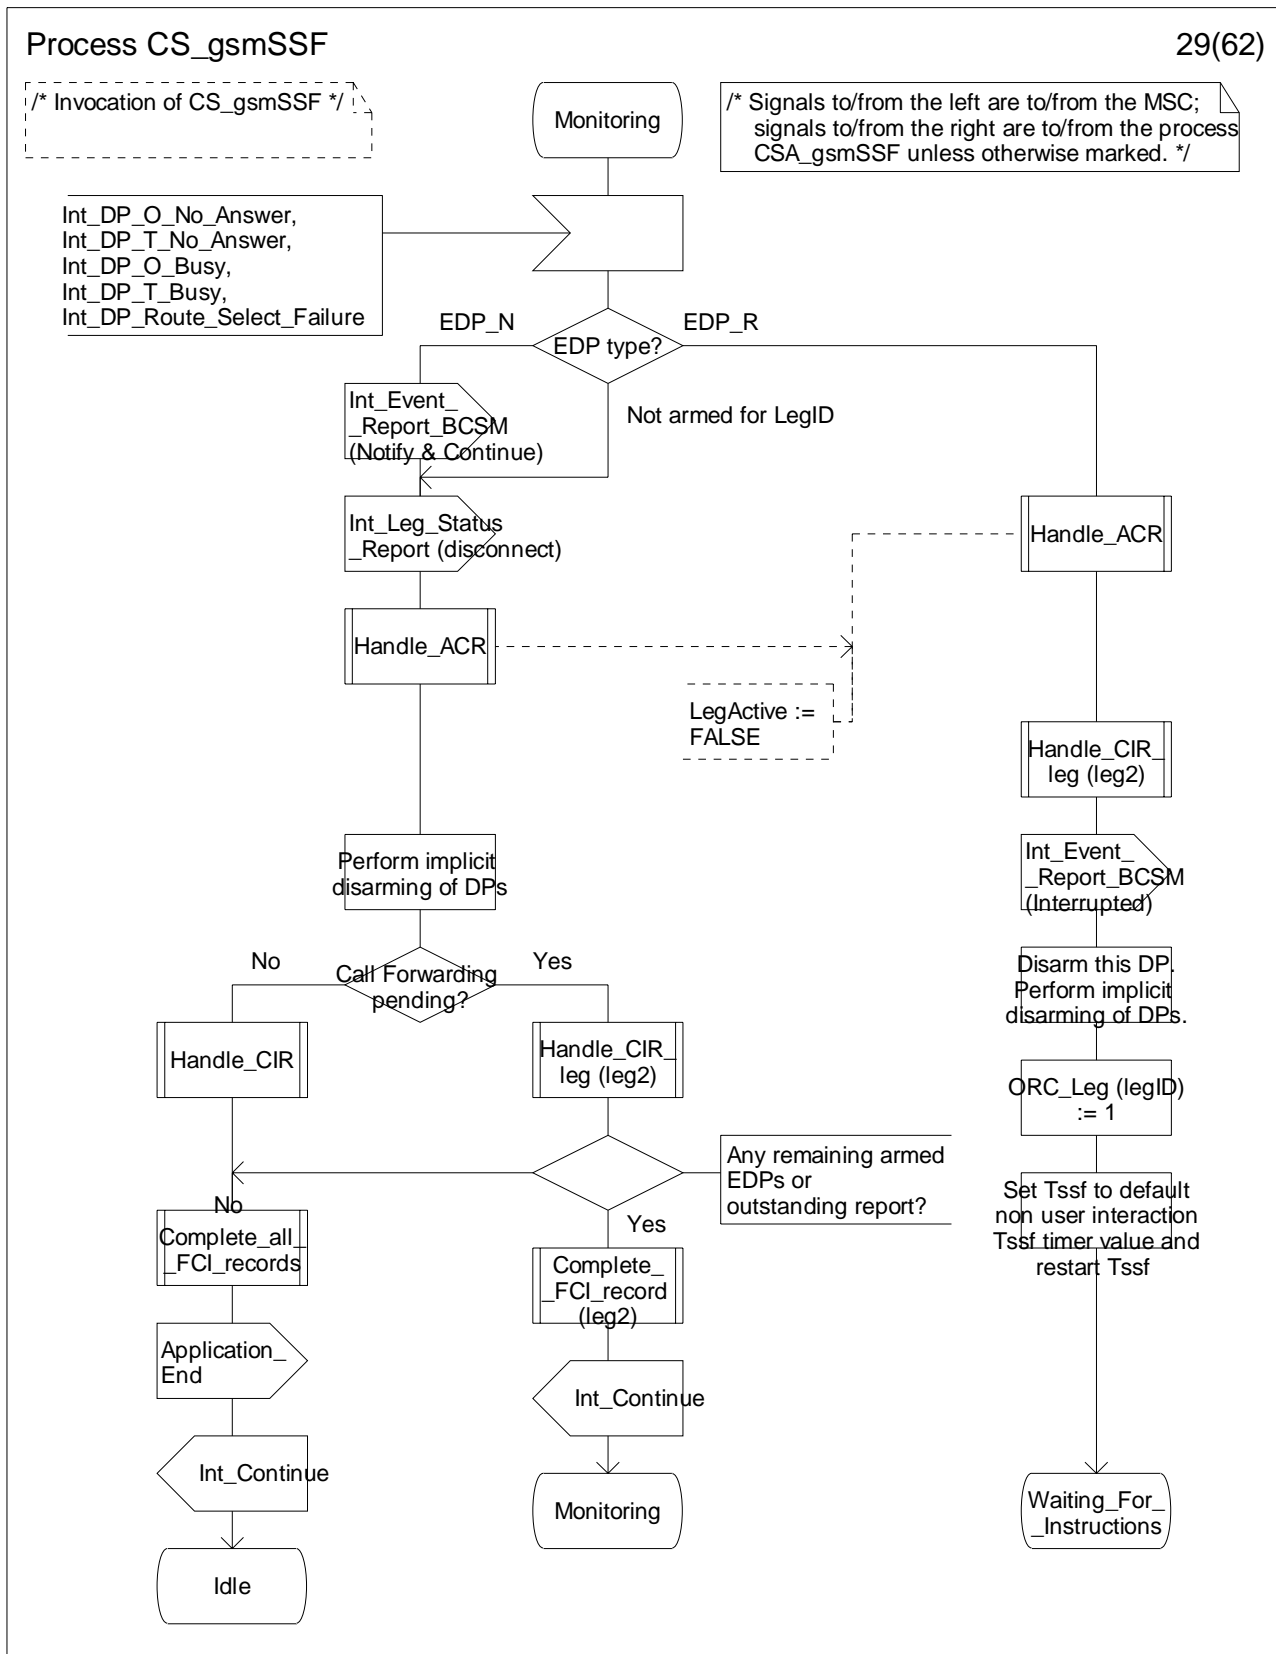 Process CS_gsmSSF
29(62)
/* Invocation of CS_gsmSSF */
Monitoring
/* Signals to/from the left are to/from the MSC;
signals to/from the right are to/from the process
CSA_gsmSSF unless otherwise marked. */
Int_DP_O_No_Answer,
Int_DP_T_No_Answer,
Int_DP_O_Busy,
Int_DP_T_Busy,
Int_DP_Route_Select_Failure
EDP_N
EDP type?
EDP_R
Int_Event_
_Report_BCSM
(Notify & Continue)
Not armed for LegID
Int_Leg_Status
_Report (disconnect)
Handle_ACR
Handle_ACR
LegActive :=
FALSE
Handle_CIR_
leg (leg2)
Int_Event_
_Report_BCSM
(Interrupted)
Perform implicit
disarming of DPs
No
Call Forwarding
pending?
Yes
Disarm this DP.
Perform implicit
disarming of DPs.
Handle_CIR
Handle_CIR_
leg (leg2)
ORC_Leg (legID)
:= 1
Any remaining armed
EDPs or
outstanding report?
No
Yes
Set Tssf to default
non user interaction
Tssf timer value and
restart Tssf
Complete_all_
_FCI_records
Complete_
_FCI_record
(leg2)
Application_
End
Int_Continue
Int_Continue
Monitoring
Waiting_For_
_Instructions
Idle